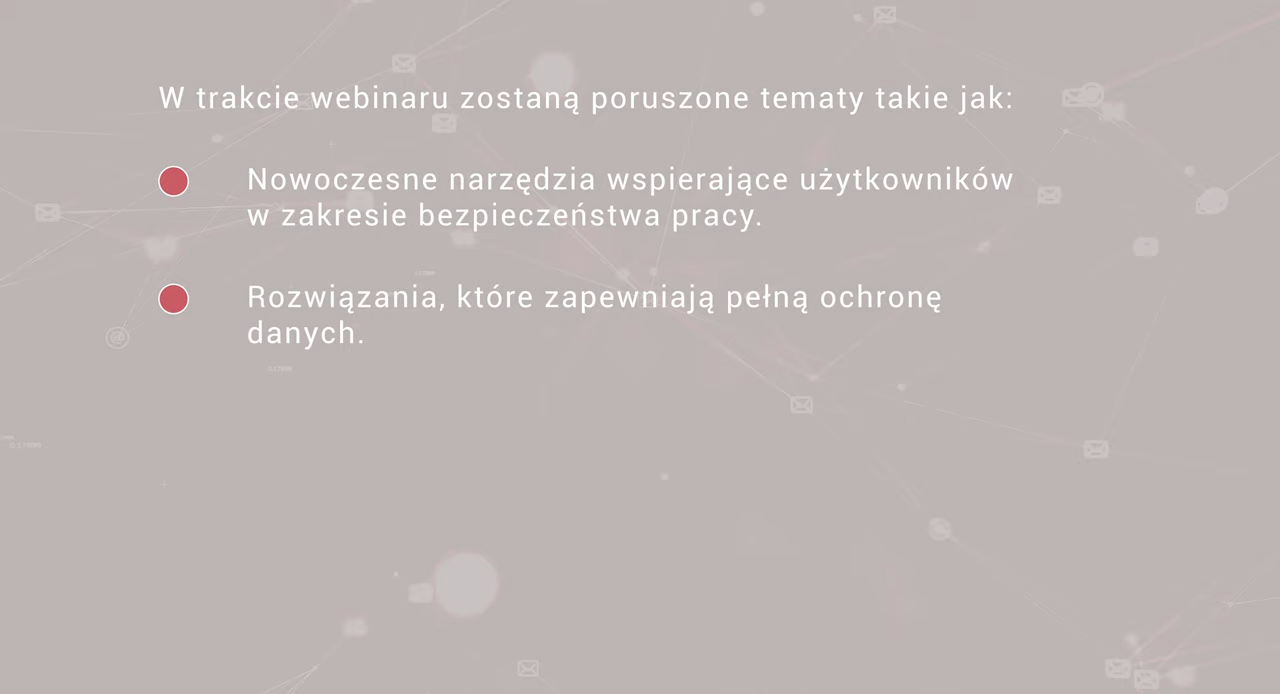 W trakcie webinaru zostaną poruszone tematy takie jak:
Nowoczesne narzędzia wspierające użytkowników
w zakresie bezpieczeństwa pracy.
Rozwiązania, które zapewniają pełną ochronę
danych.